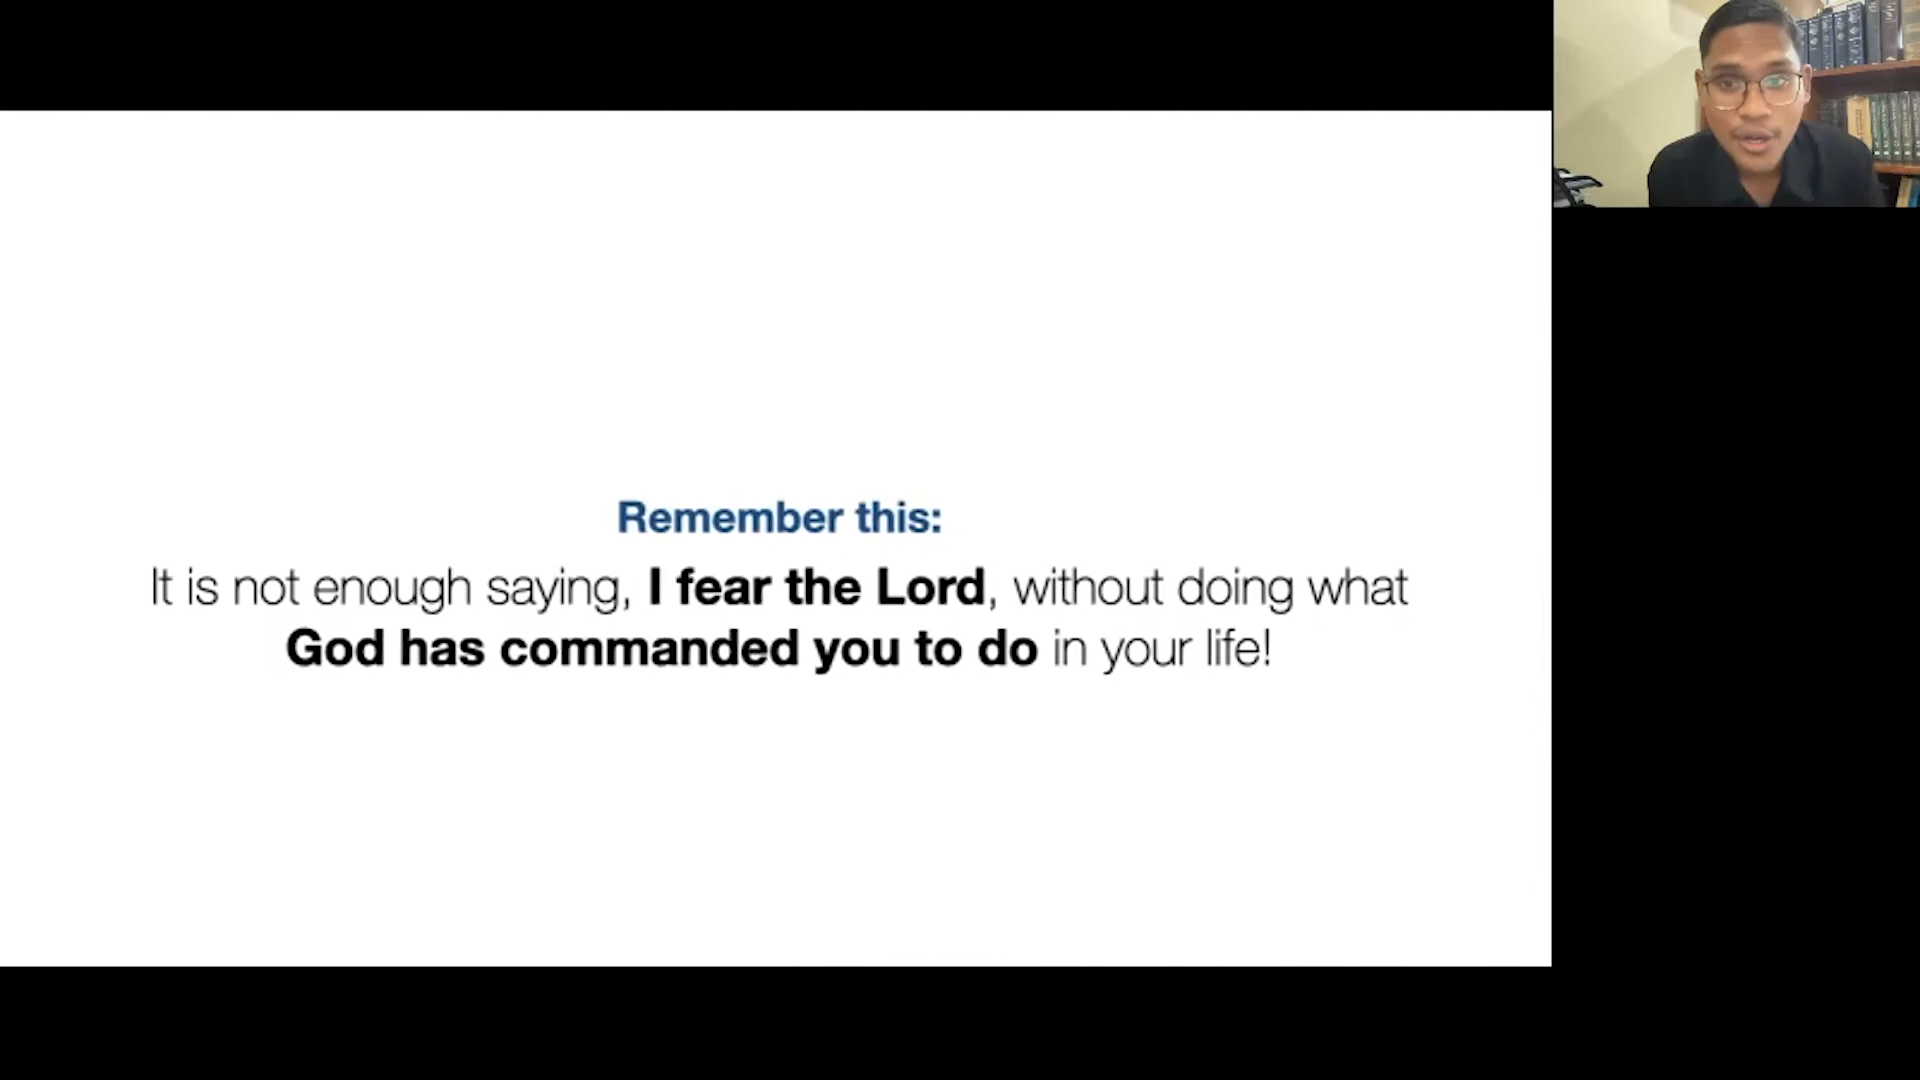 Remember this:
It is not enough saying, I fear the Lord, without doing what
God has commanded you to do in your life!